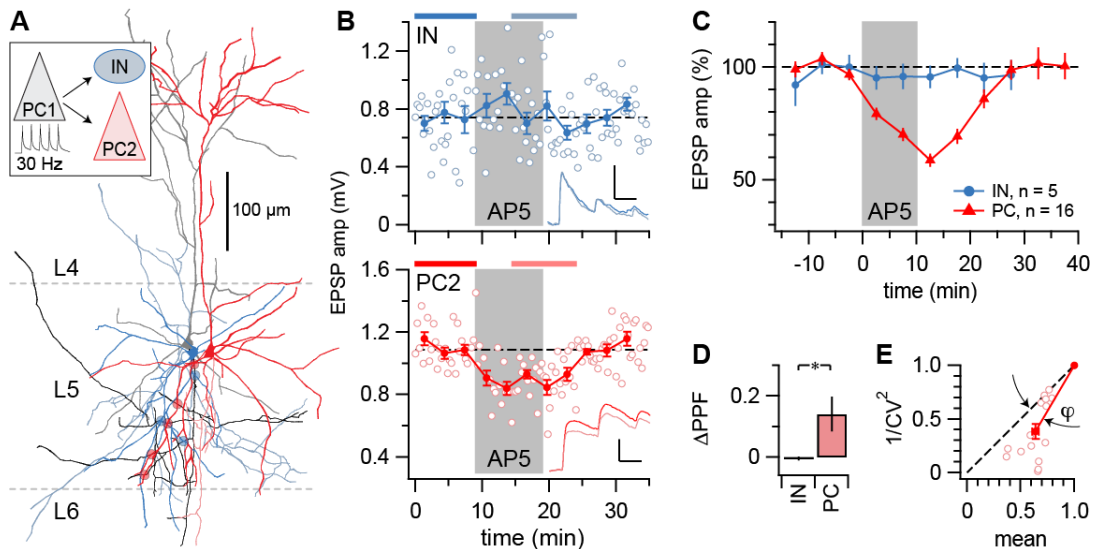 A
IN
PC1
PC2
30 Hz
100 µm
L4
L5
L6
B
EPSP amp (mV)
IN
1.2
0.8
0.4
0
AP5
PC2
1.6
1.2
0.8
0.4
AP5
0 10 20 30
time (min)
C
EPSP amp (%)
100
50
AP5
IN, n = 5
PC, n = 16
-10 0 10 20 30 40
time (min)
D
ΔPPF
0.2
0
*
IN
PC
E
1/CV²
1.0
0.5
0
φ
0 0.5 1.0
mean